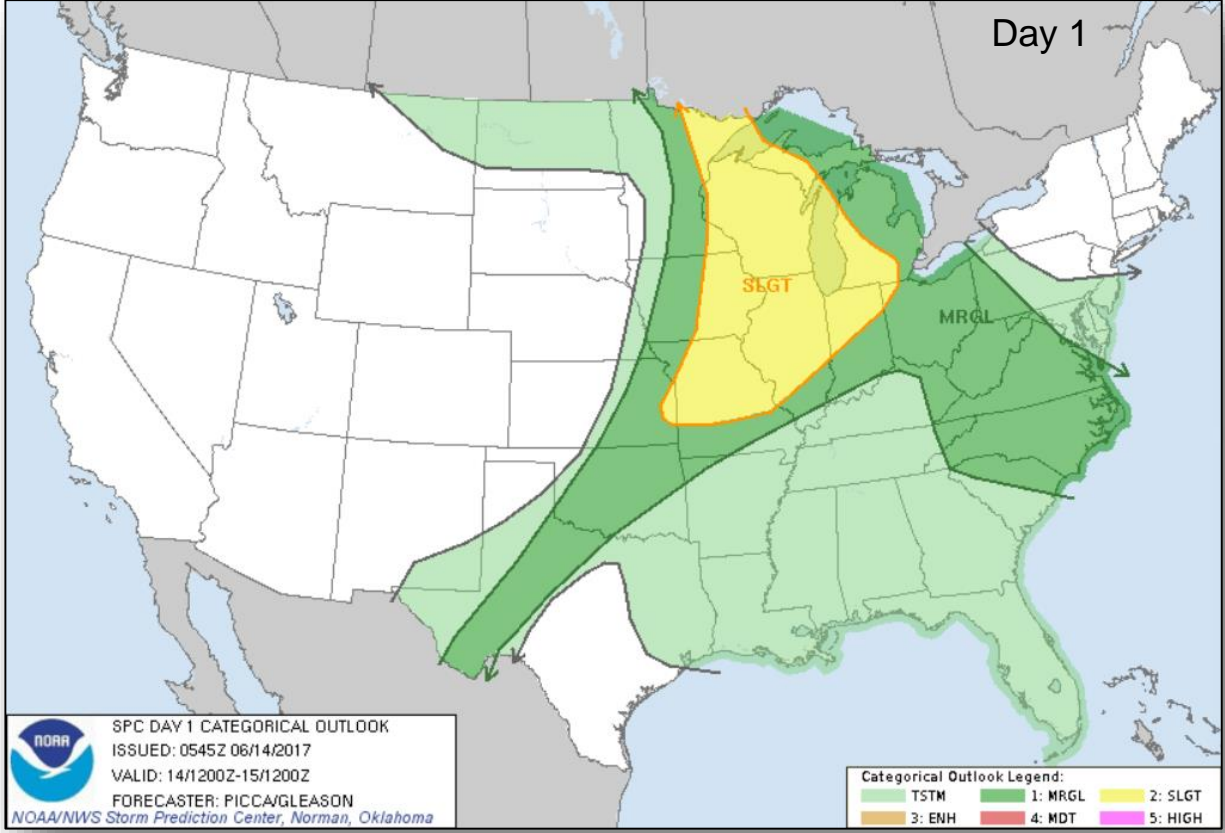 Day 1
SLGT
MRGL
NOAA
SPC DAY 1 CATEGORICAL OUTLOOK
ISSUED: 0545Z 06/14/2017
VALID: 14/1200Z-15/1200Z
FORECASTER: PICCA/GLEASON
NOAA/NWS Storm Prediction Center, Norman, Oklahoma
Categorical Outlook Legend:
TSTM 1: MRGL 2: SLGT
3: ENH 4: MDT 5: HIGH